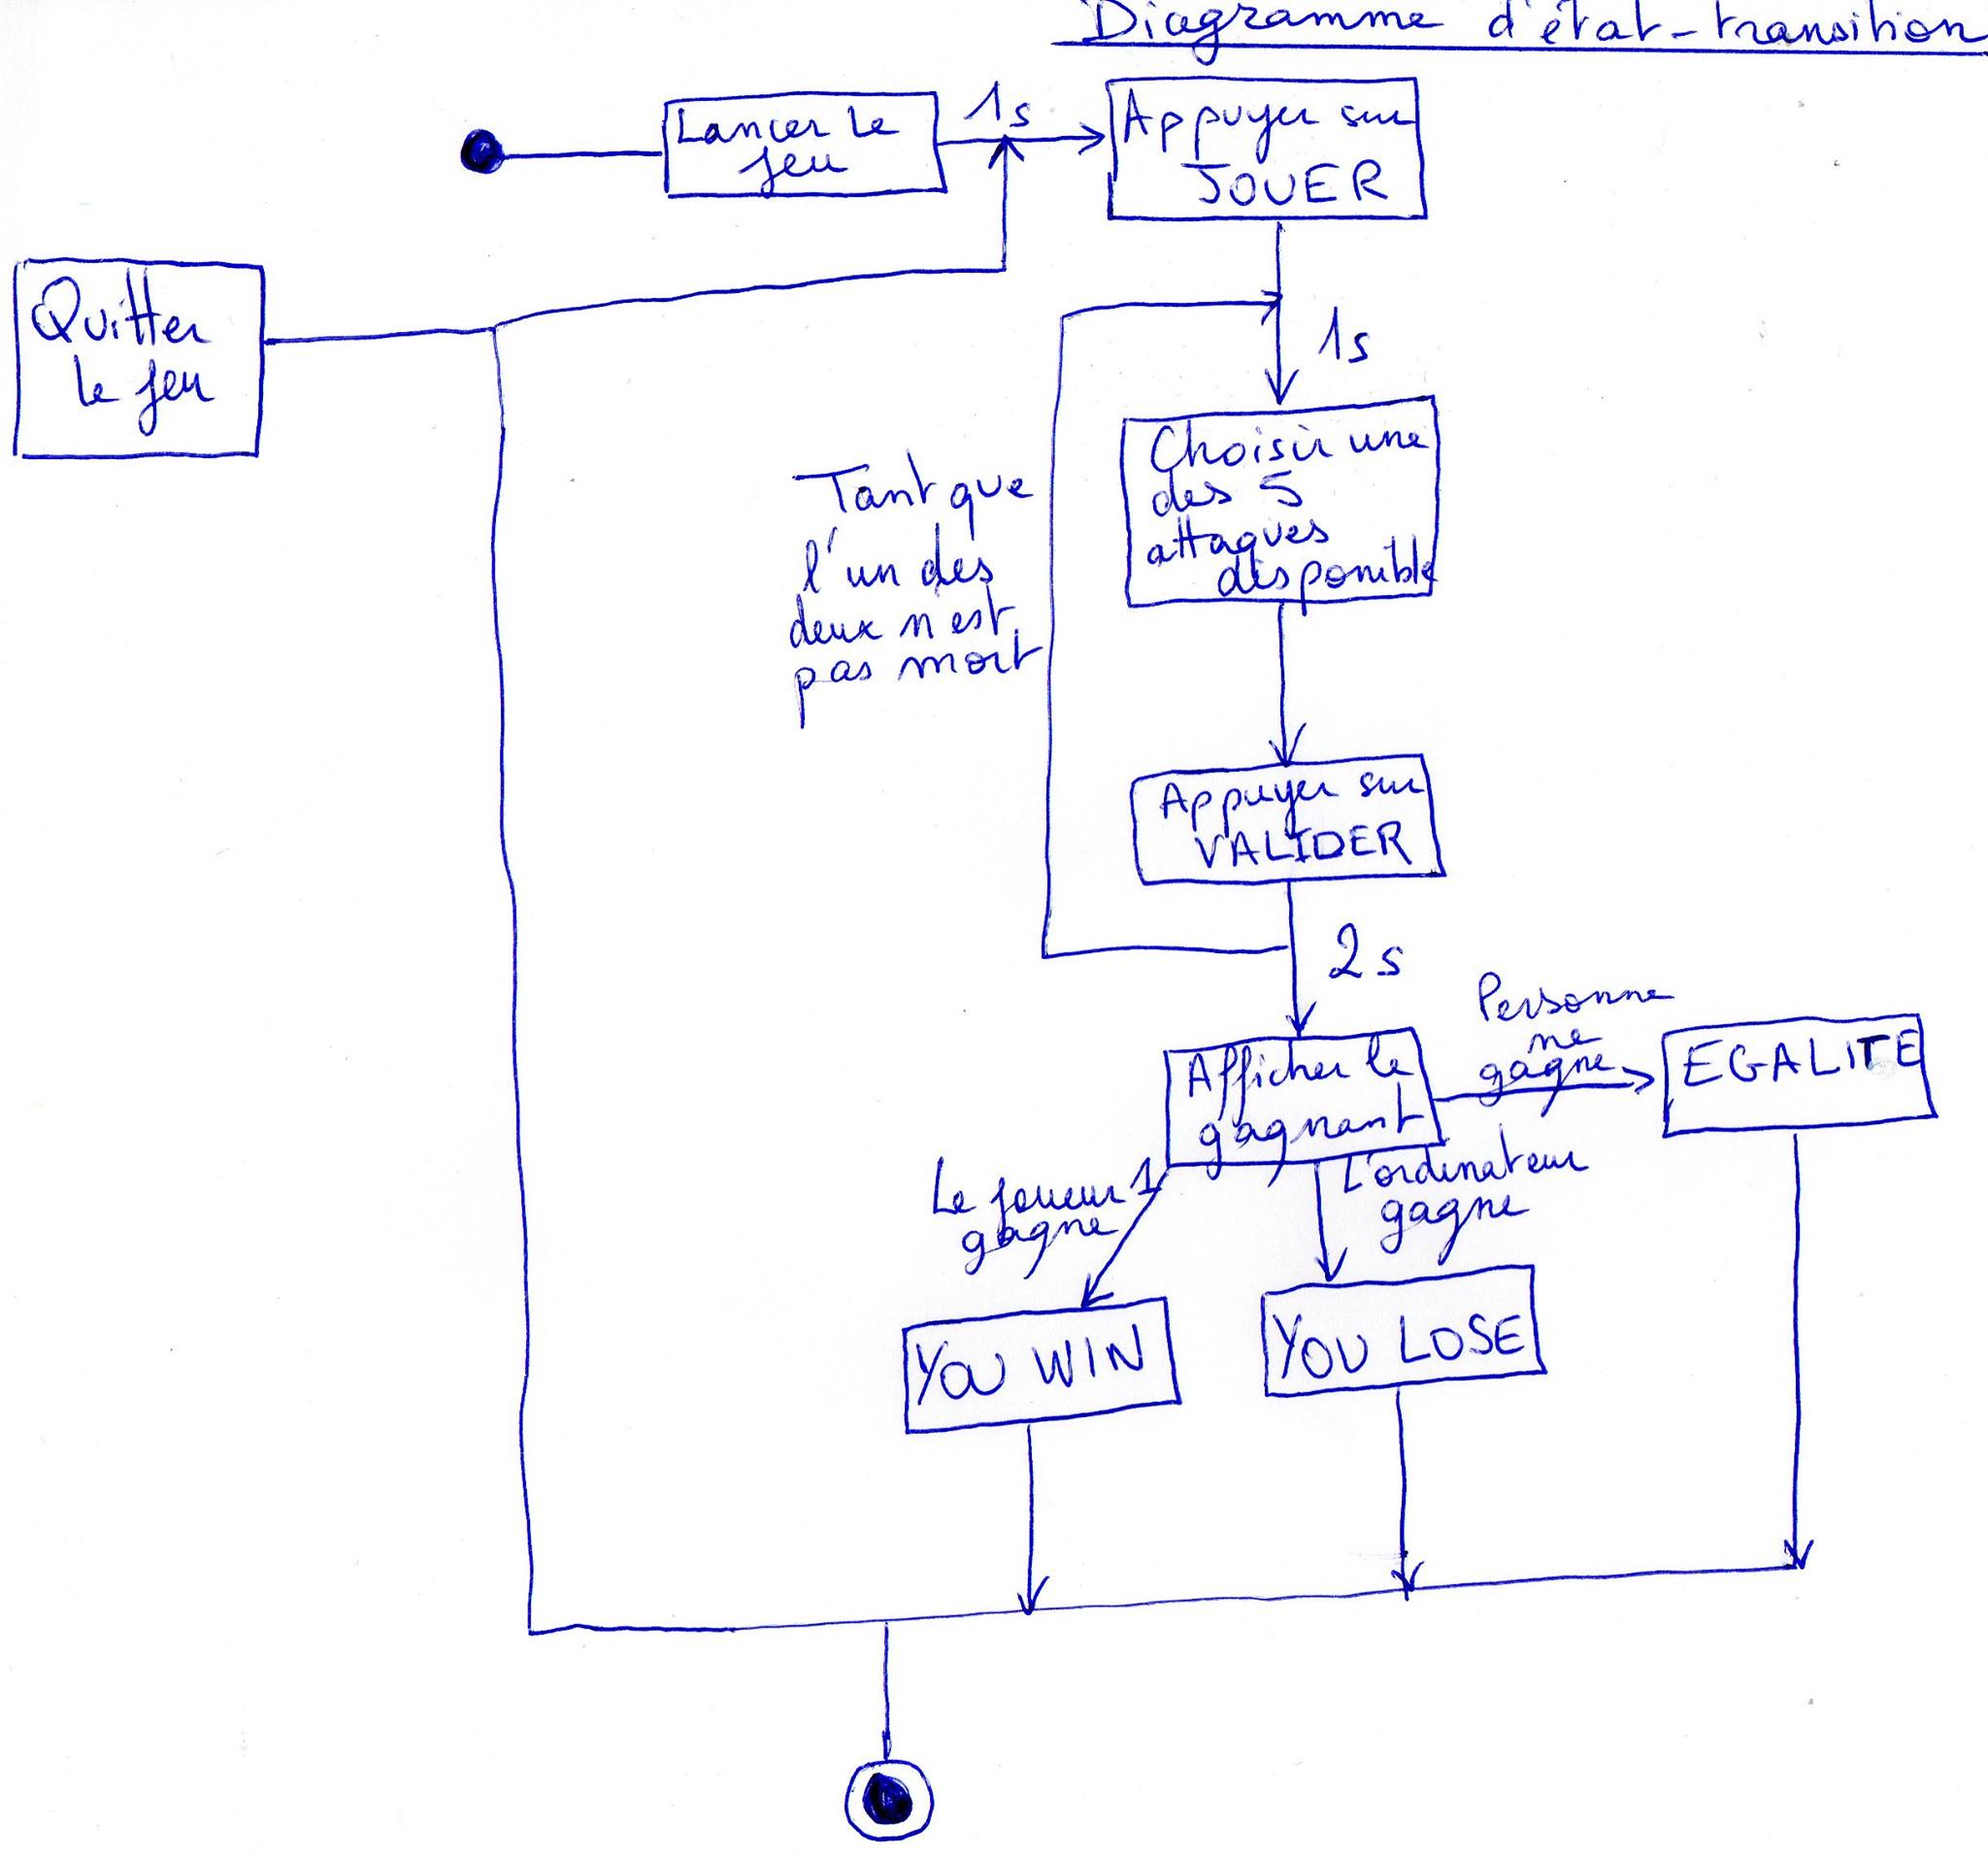 Diagramme d'état-transition
Lancer le
jeu
1s
Appuyer sur
JOUER
Quitter
le jeu
1s
Choisir une
des 5
attaques
disponible
Tant que
l'un des
deux n'est
pas mort
Appuyer sur
VALIDER
2s
Personne
ne
gagne
Afficher le
gagnant
EGALITE
Le joueur 1
gagne
L'ordinateur
gagne
YOU WIN
YOU LOSE